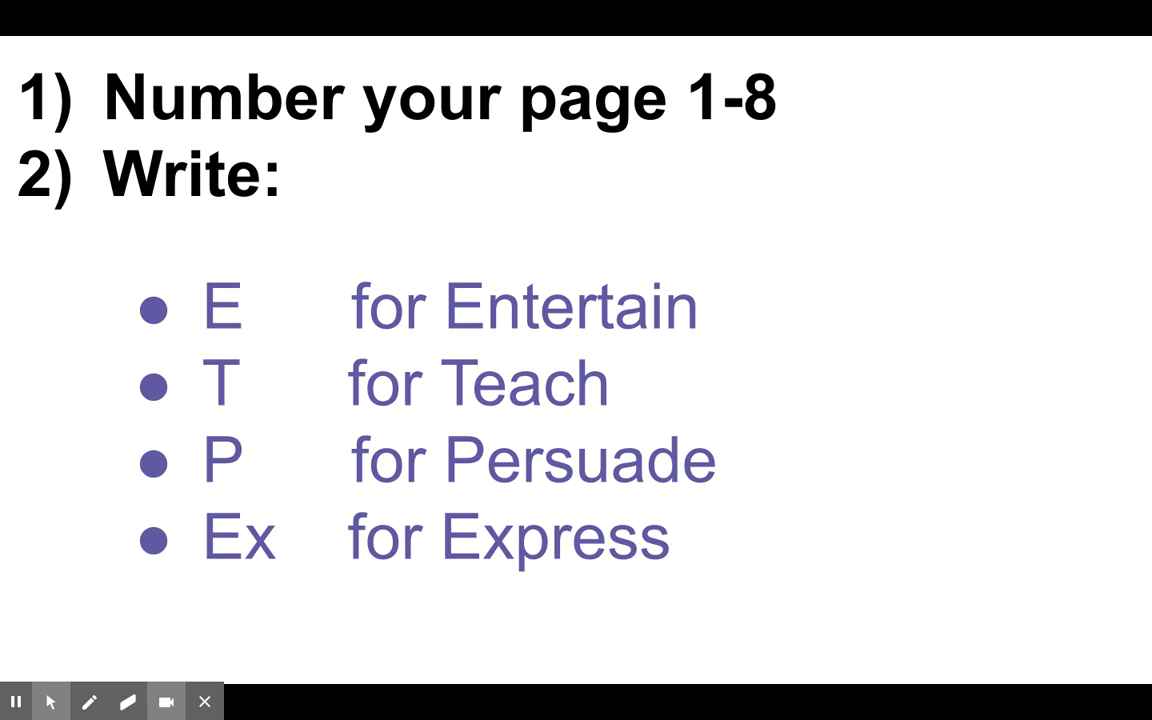 1) Number your page 1-8
2) Write:
● E for Entertain
● T for Teach
● P for Persuade
● Ex for Express